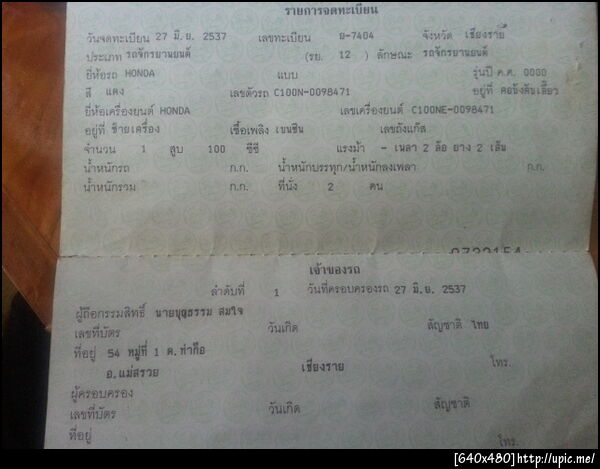 รายการจดทะเบียน
วันจดทะเบียน 27 มิ.ย. 2537 เลขทะเบียน ย-7404 จังหวัด เชียงราย
ประเภท รถจักรยานยนต์ (รย. 12 ) ลักษณะ รถจักรยานยนต์
ยี่ห้อรถ HONDA แบบ รุ่นปี ค.ศ. 0000
สี แดง เลขตัวรถ C100N-0098471 อยู่ที่ คอบังคับเลี้ยว
ยี่ห้อเครื่องยนต์ HONDA เลขเครื่องยนต์ C100NE-0098471
อยู่ที่ ซ้ายเครื่อง เชื้อเพลิง เบนซิน เลขถังแก๊ส
จำนวน 1 สูบ 100 ซีซี แรงม้า - เพลา 2 ล้อ ยาง 2 เส้น
น้ำหนักรถ ก.ก. น้ำหนักบรรทุก/น้ำหนักลงเพลา ก.ก.
น้ำหนักรวม ก.ก. ที่นั่ง 2 คน
เจ้าของรถ
ลำดับที่ 1 วันที่ครอบครองรถ 27 มิ.ย. 2537
ผู้ถือกรรมสิทธิ์ นายบุญธรรม สมใจ
เลขที่บัตร วันเกิด สัญชาติ ไทย
ที่อยู่ 54 หมู่ที่ 1 ต.ท่าก๊อ
อ.แม่สรวย เชียงราย โทร.
ผู้ครอบครอง
เลขที่บัตร วันเกิด สัญชาติ
ที่อยู่ โทร.
[640x480]http://upic.me/